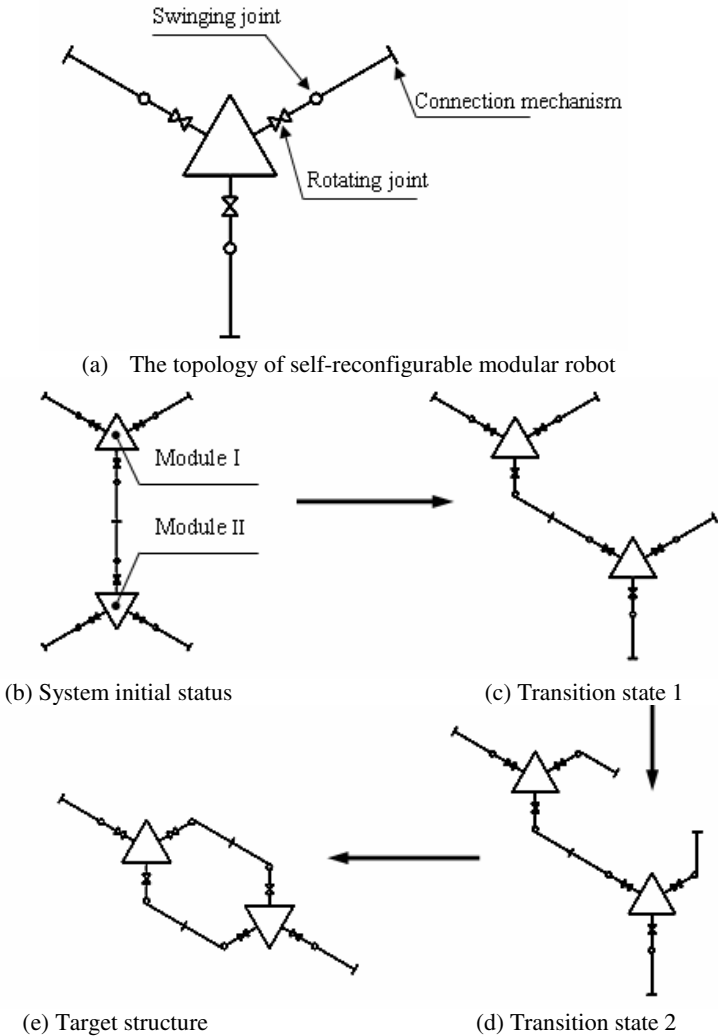 Swinging joint
Connection mechanism
Rotating joint
(a) The topology of self-reconfigurable modular robot
Module I
Module II
(b) System initial status
(c) Transition state 1
(e) Target structure
(d) Transition state 2